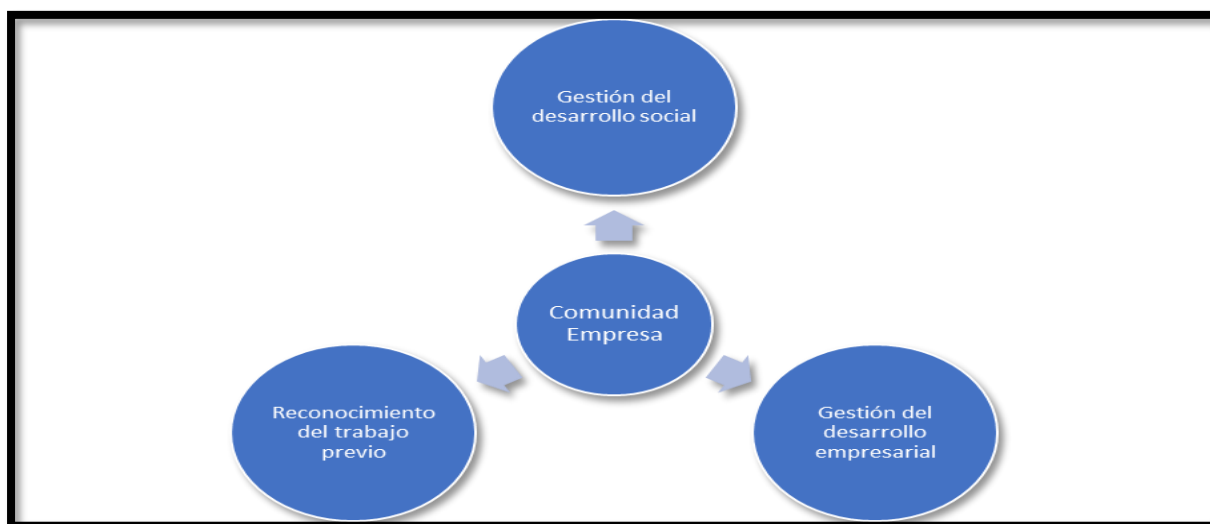 Gestión del
desarrollo social
Comunidad
Empresa
Reconocimiento
del trabajo
previo
Gestión del
desarrollo
empresarial